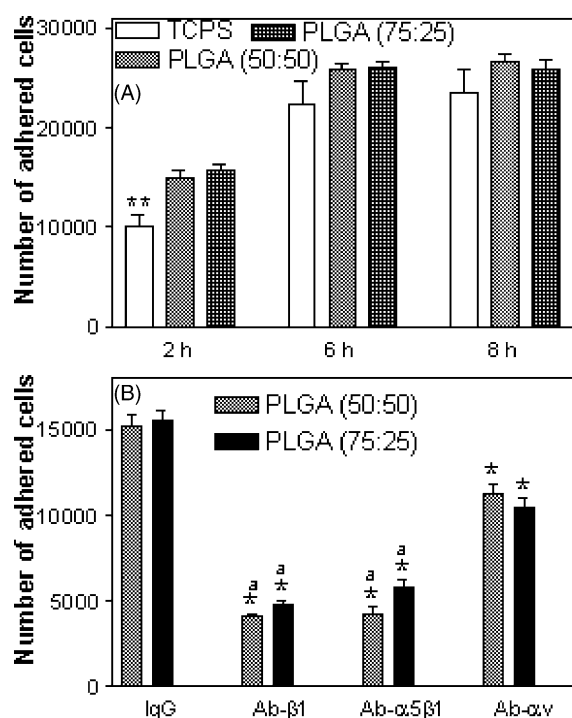 30000
TCPS
PLGA (75:25)
PLGA (50:50)
(A)
20000
**
10000
0
Number of adhered cells
2 h
6 h
8 h
(B)
PLGA (50:50)
PLGA (75:25)
15000
10000
5000
0
Number of adhered cells
* *
a a
* *
a a
* *
IgG
Ab-β1
Ab-α5β1
Ab-αv